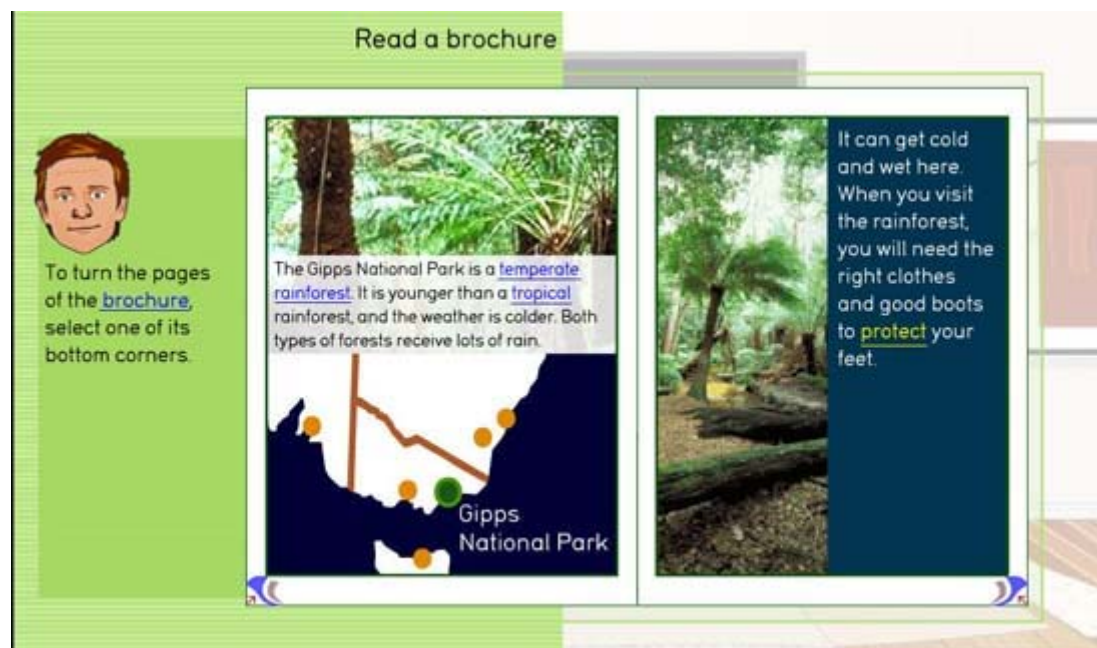 Read a brochure
To turn the pages
of the brochure,
select one of its
bottom corners.
The Gipps National Park is a temperate
rainforest. It is younger than a tropical
rainforest, and the weather is colder. Both
types of forests receive lots of rain.
Gipps
National Park
It can get cold
and wet here.
When you visit
the rainforest,
you will need the
right clothes
and good boots
to protect your
feet.